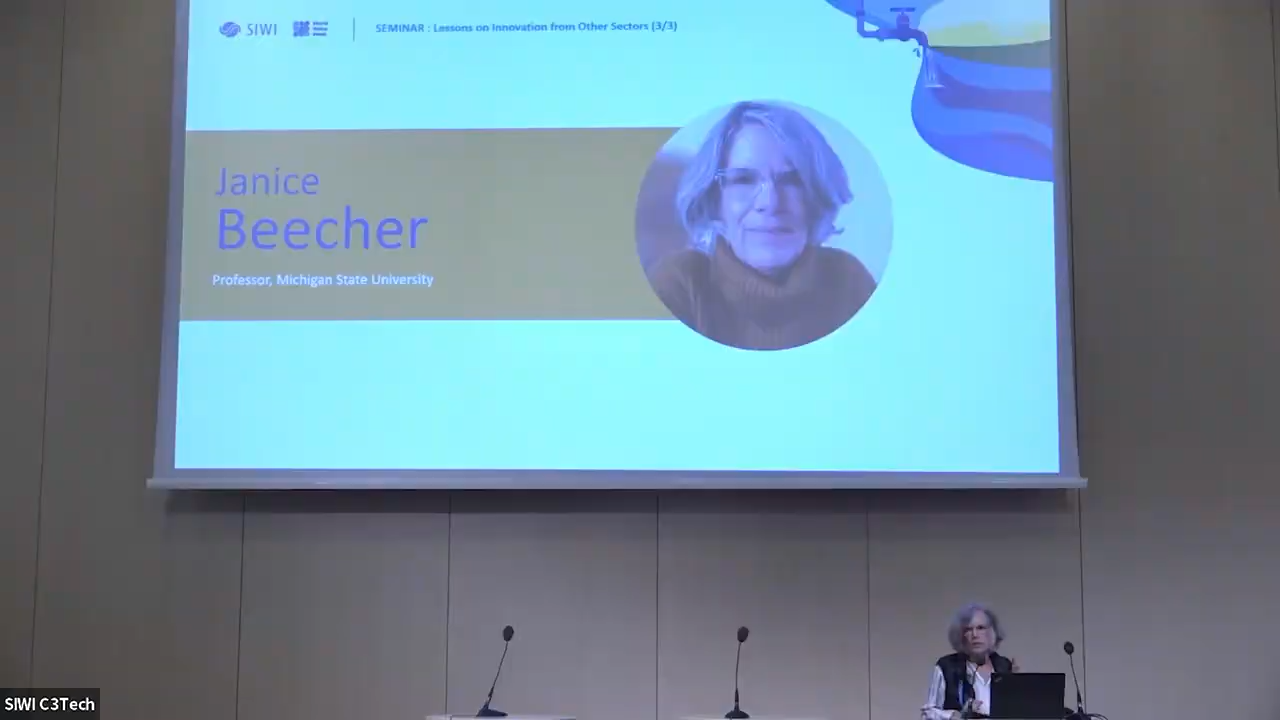 SIWI
SEMINAR : Lessons on Innovation from Other Sectors (3/3)
Janice
Beecher
Professor, Michigan State University
SIWI C3Tech